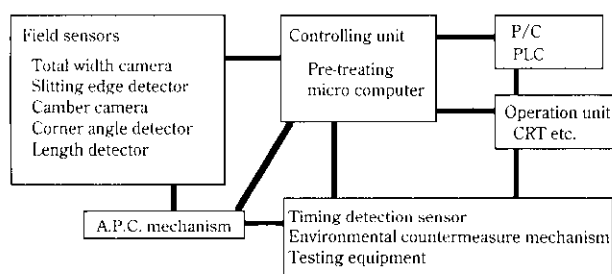 Field sensors
Total width camera
Slitting edge detector
Camber camera
Corner angle detector
Length detector
Controlling unit
Pre-treating
micro computer
P/C
PLC
Operation unit
CRT etc.
A.P.C. mechanism
Timing detection sensor
Environmental countermeasure mechanism
Testing equipment